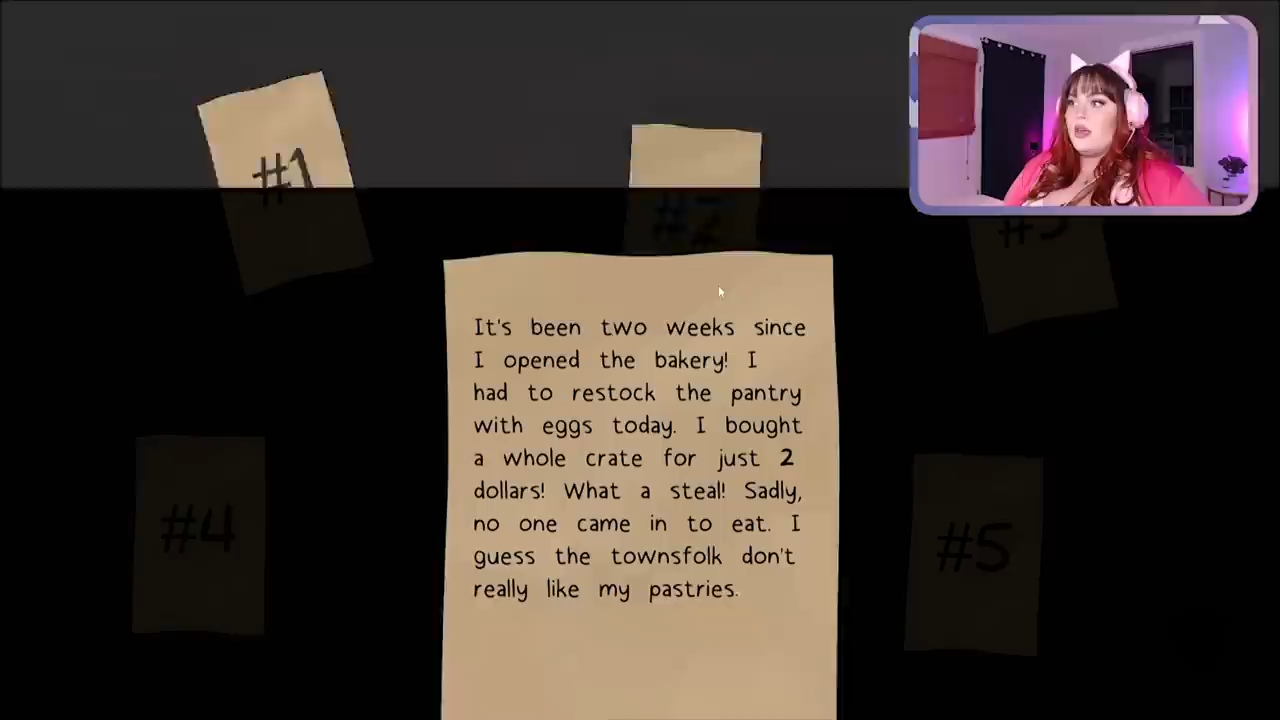 #1
It's been two weeks since
I opened the bakery! I
had to restock the pantry
with eggs today. I bought
a whole crate for just 2
dollars! What a steal! Sadly,
no one came in to eat. I
guess the townsfolk don't
really like my pastries.
#4
#5